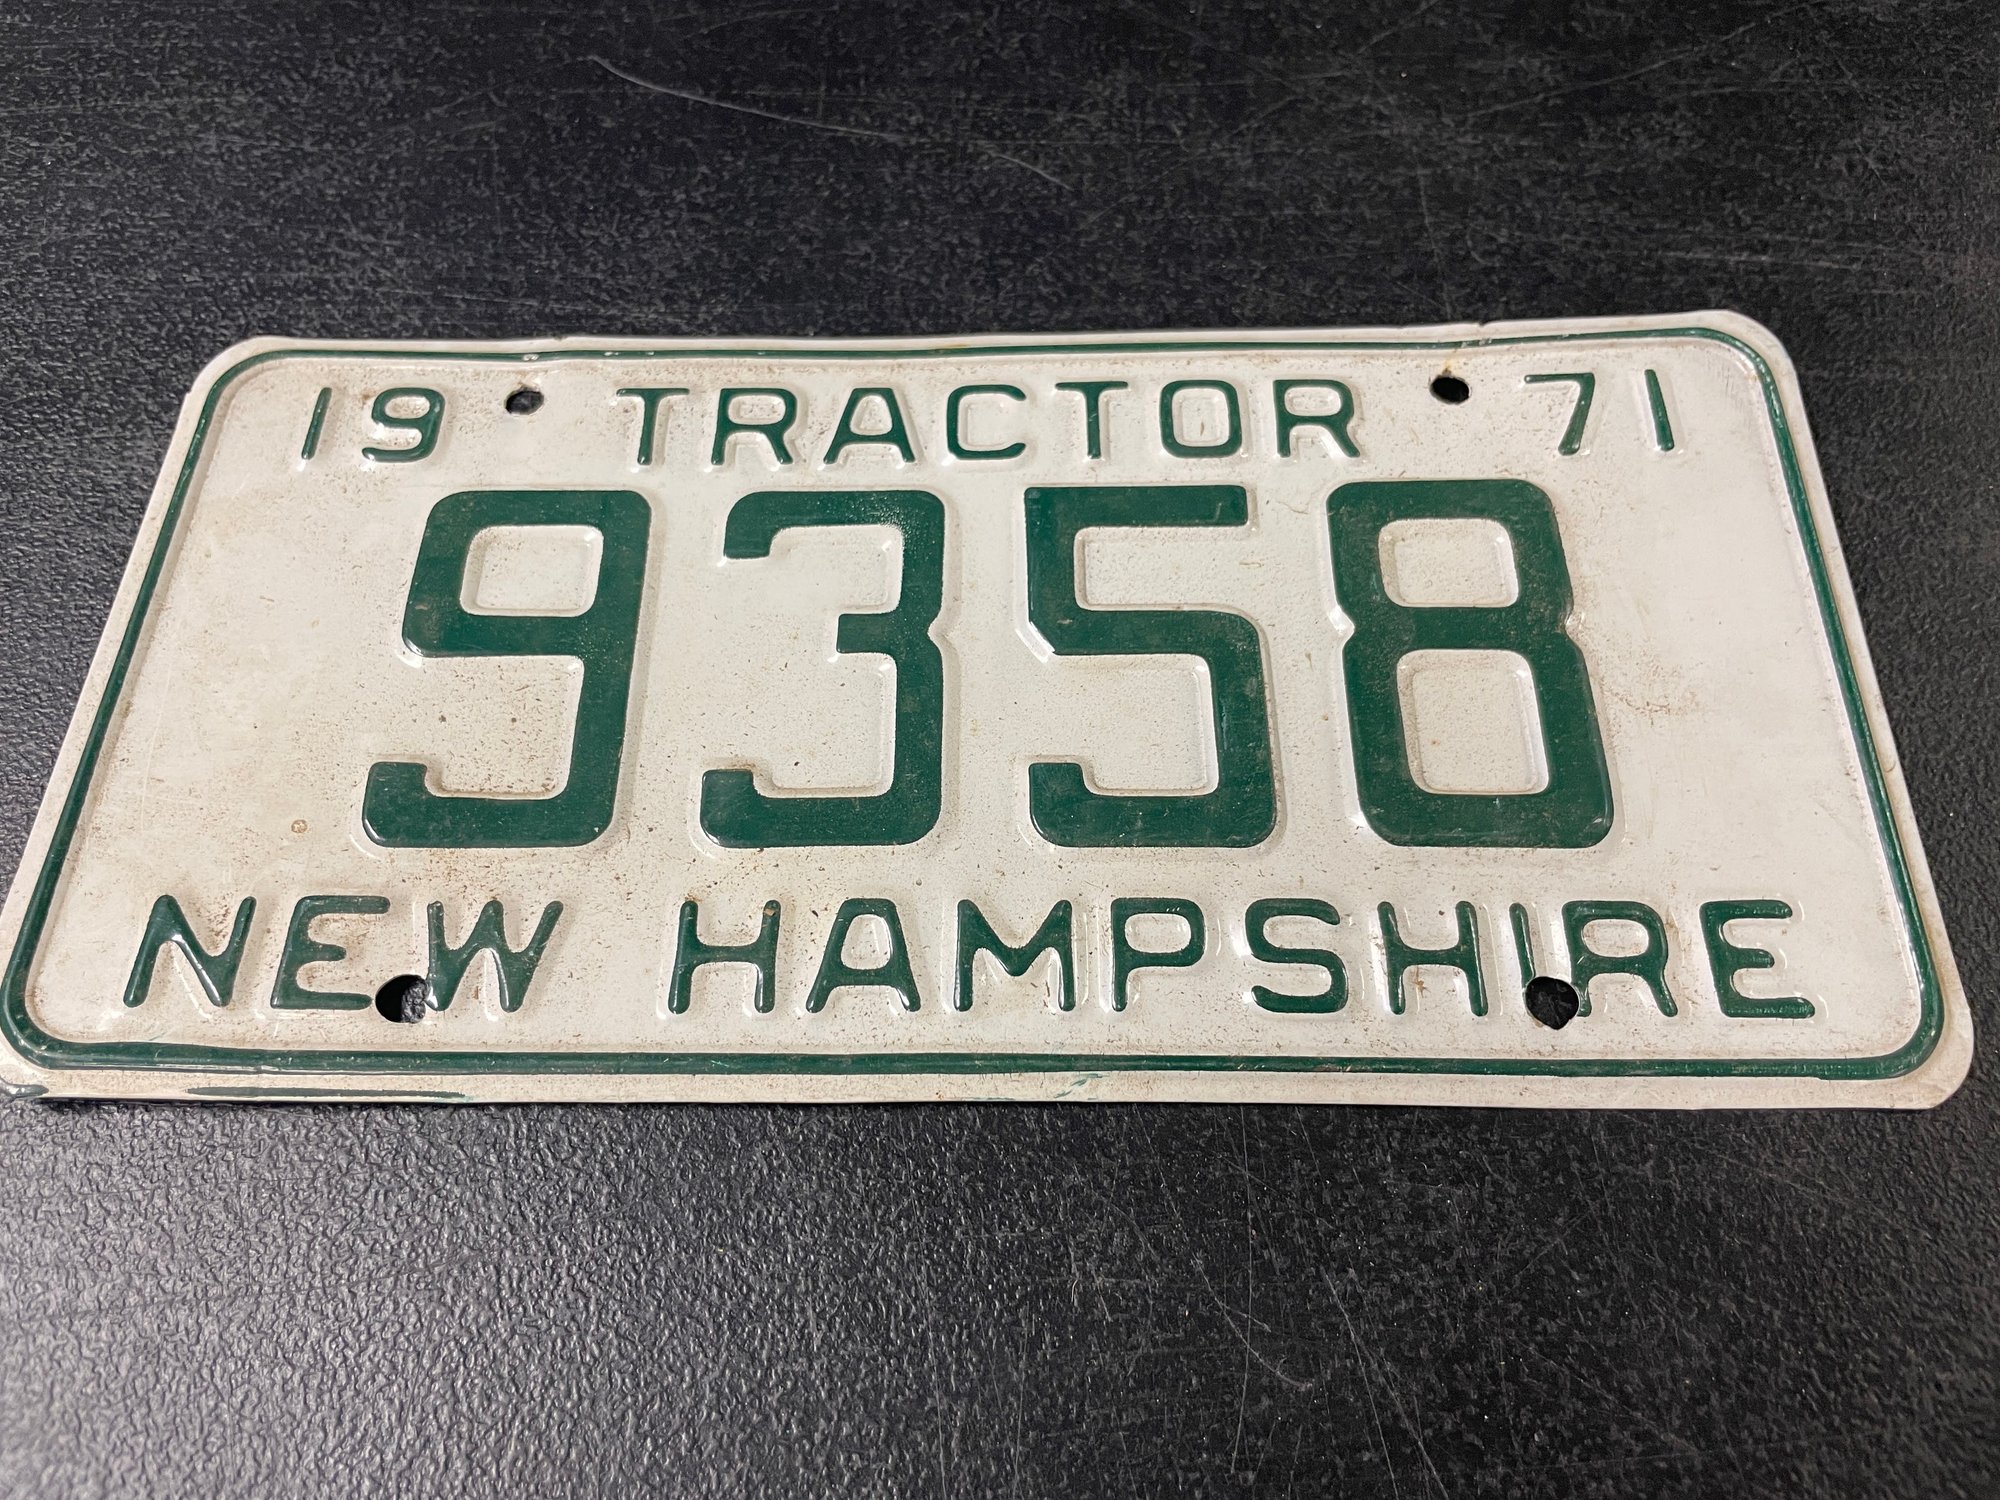 19 TRACTOR 71
9358
NEW HAMPSHIRE